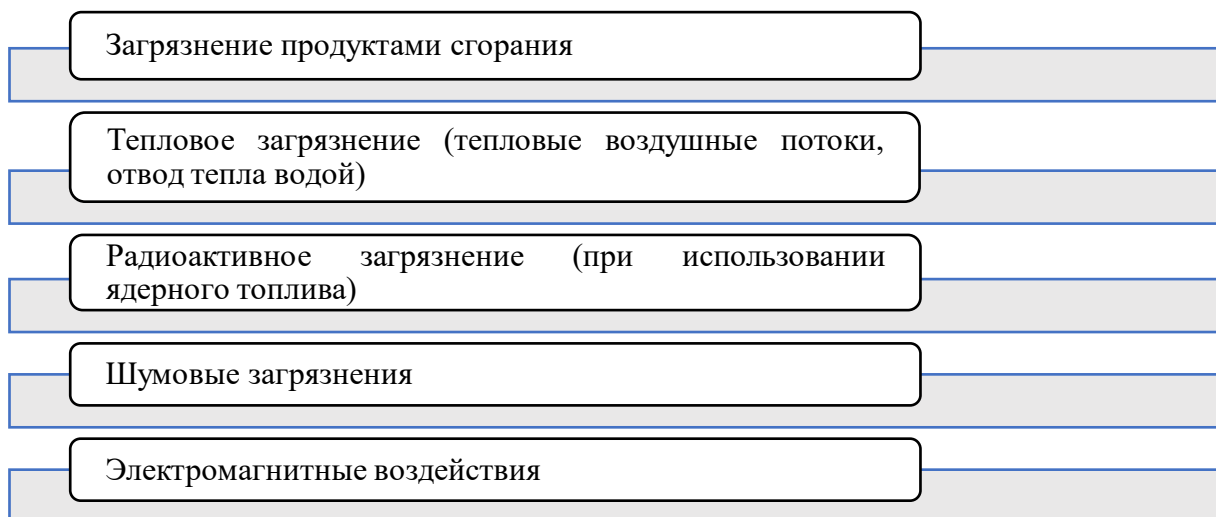 Загрязнение продуктами сгорания
Тепловое загрязнение (тепловые воздушные потоки,
отвод тепла водой)
Радиоактивное загрязнение (при использовании
ядерного топлива)
Шумовые загрязнения
Электромагнитные воздействия